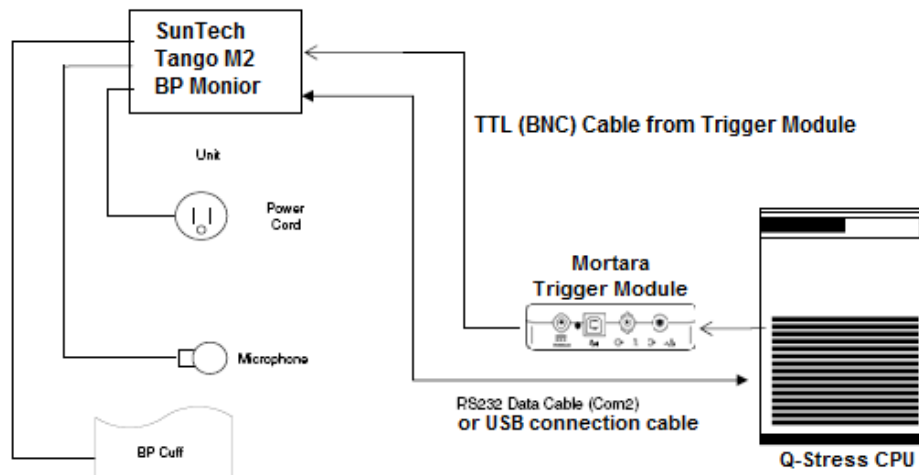 SunTech
Tango M2
BP Monior
TTL (BNC) Cable from Trigger Module
Unit
Power
Cord
Mortara
Trigger Module
Microphone
RS232 Data Cable (Com2)
or USB connection cable
BP Cuff
Q-Stress CPU